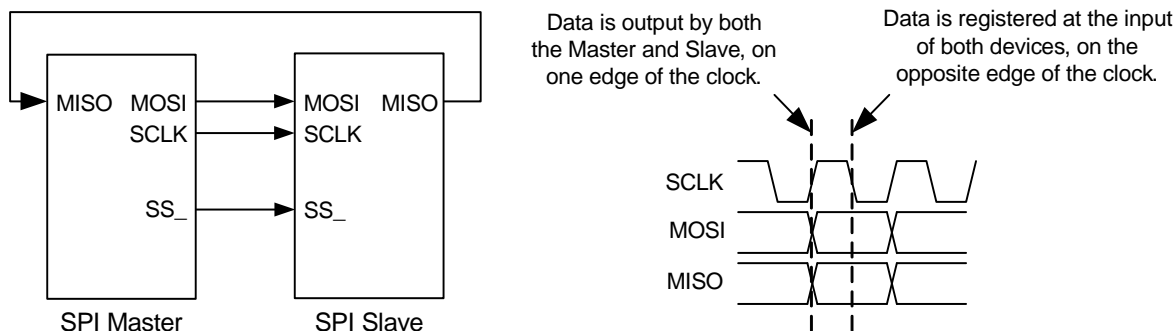 MISO MOSI
SCLK
SS_
SPI Master
MOSI MISO
SCLK
SS_
SPI Slave
Data is output by both
the Master and Slave, on
one edge of the clock.
Data is registered at the input
of both devices, on the
opposite edge of the clock.
SCLK
MOSI
MISO